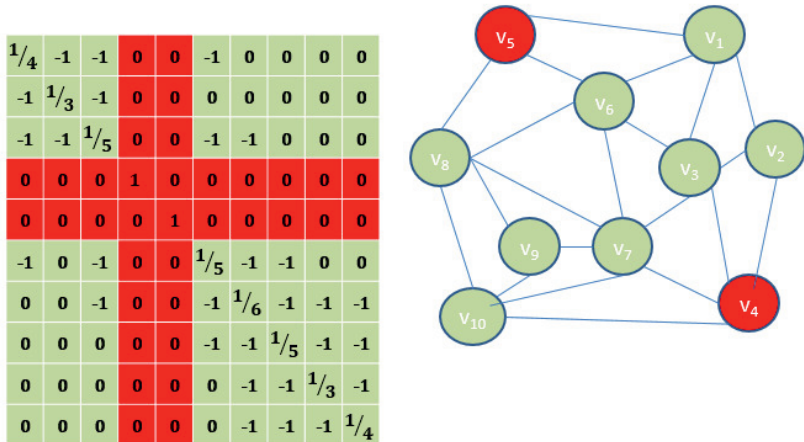 1/4 -1 -1 0 0 -1 0 0 0 0
-1 1/3 -1 0 0 0 0 0 0 0
-1 -1 1/5 0 0 -1 -1 0 0 0
0 0 0 1 0 0 0 0 0 0
0 0 0 0 1 0 0 0 0 0
-1 0 -1 0 0 1/5 -1 -1 0 0
0 0 -1 0 0 -1 1/6 -1 -1 -1
0 0 0 0 0 -1 -1 1/5 -1 -1
0 0 0 0 0 0 -1 -1 1/3 -1
0 0 0 0 0 0 -1 -1 -1 1/4
v5
v1
v6
v8
v3
v2
v9
v7
v4
v10